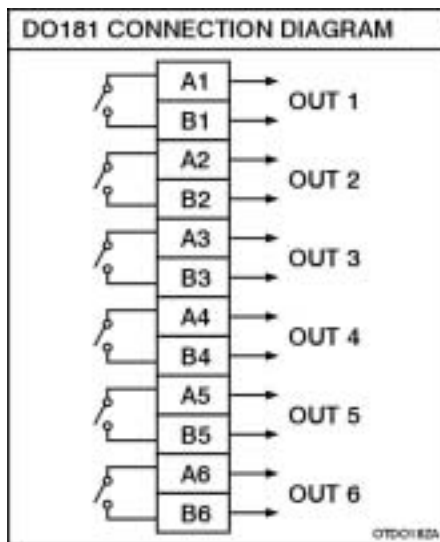 DO181 CONNECTION DIAGRAM
A1
OUT 1
B1
A2
OUT 2
B2
A3
OUT 3
B3
A4
OUT 4
B4
A5
OUT 5
B5
A6
OUT 6
B6